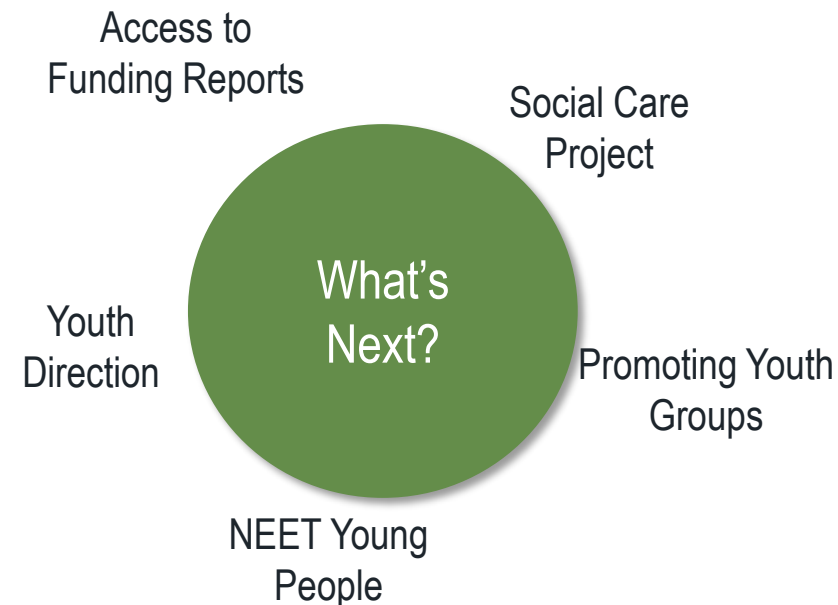 Access to
Funding Reports
Social Care
Project
What's
Next?
Youth
Direction
Promoting Youth
Groups
NEET Young
People